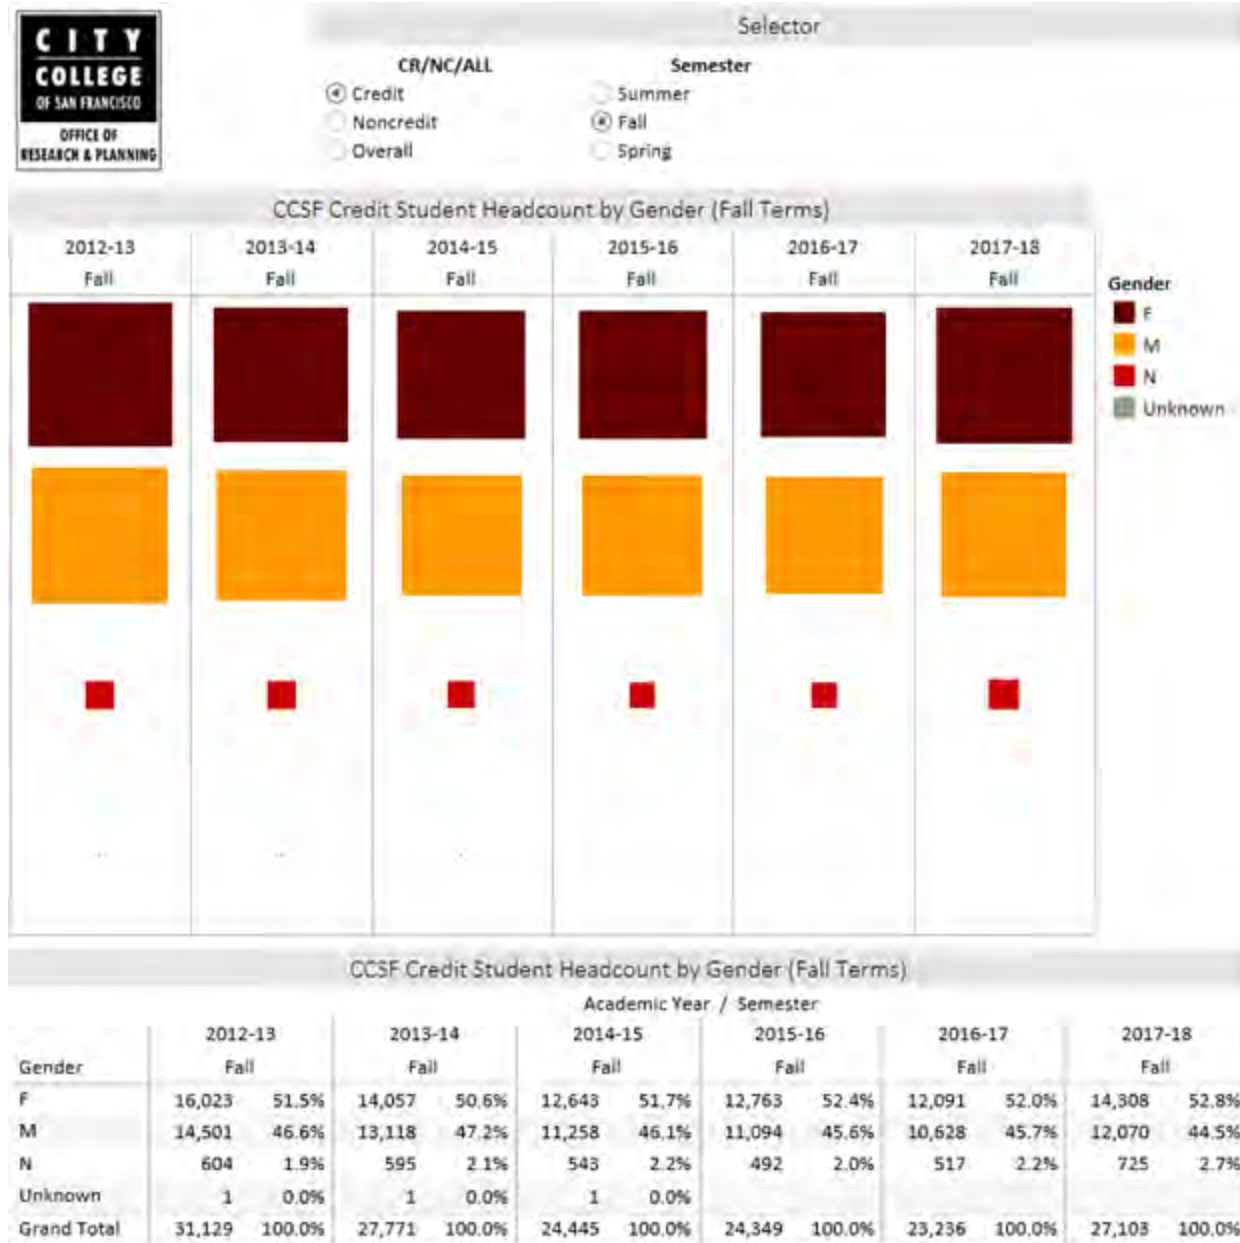 CITY
COLLEGE
OF SAN FRANCISCO
OFFICE OF
RESEARCH & PLANNING
Selector
CR/NC/ALL Semester
Credit Summer
Noncredit Fall
Overall Spring
CCSF Credit Student Headcount by Gender (Fall Terms)
2012-13 2013-14 2014-15 2015-16 2016-17 2017-18
Fall Fall Fall Fall Fall Fall
Gender
F
M
N
Unknown
CCSF Credit Student Headcount by Gender (Fall Terms)
Academic Year / Semester
2012-13 2013-14 2014-15 2015-16 2016-17 2017-18
Gender Fall Fall Fall Fall Fall Fall
F 16,023 51.5% 14,057 50.6% 12,643 51.7% 12,763 52.4% 12,091 52.0% 14,308 52.8%
M 14,501 46.6% 13,118 47.2% 11,258 46.1% 11,094 45.6% 10,628 45.7% 12,070 44.5%
N 604 1.9% 595 2.1% 543 2.2% 492 2.0% 517 2.2% 725 2.7%
Unknown 1 0.0% 1 0.0% 1 0.0%
Grand Total 31,129 100.0% 27,771 100.0% 24,445 100.0% 24,349 100.0% 23,236 100.0% 27,103 100.0%